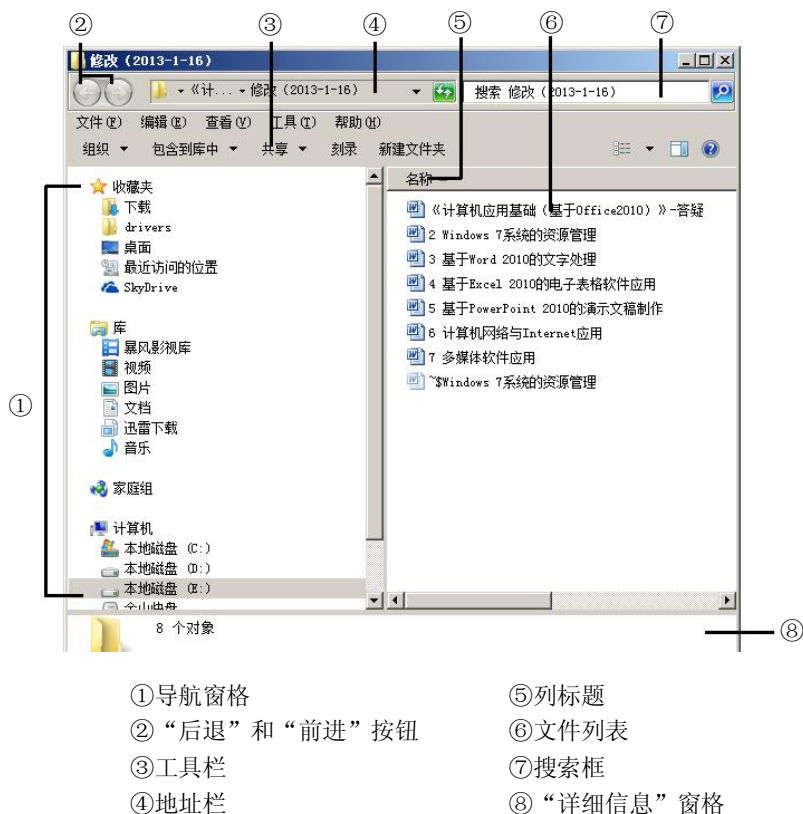 ② ③ ④ ⑤ ⑥ ⑦
修改 (2013-1-16)
《计... 修改 (2013-1-16)
搜索 修改 (2013-1-16)
文件(F) 编辑(E) 查看(V) 工具(T) 帮助(H)
组织 包含到库中 共享 刻录 新建文件夹
①
收藏夹
下载
drivers
桌面
最近访问的位置
SkyDrive
库
暴风影视库
视频
图片
文档
迅雷下载
音乐
家庭组
计算机
本地磁盘 (C:)
本地磁盘 (D:)
本地磁盘 (E:)
金山快盘
名称
《计算机应用基础（基于Office2010）》-答疑
2 Windows 7系统的资源管理
3 基于Word 2010的文字处理
4 基于Excel 2010的电子表格软件应用
5 基于PowerPoint 2010的演示文稿制作
6 计算机网络与Internet应用
7 多媒体软件应用
~$Windows 7系统的资源管理
8 个对象
⑧
①导航窗格
②“后退”和“前进”按钮
③工具栏
④地址栏
⑤列标题
⑥文件列表
⑦搜索框
⑧“详细信息”窗格